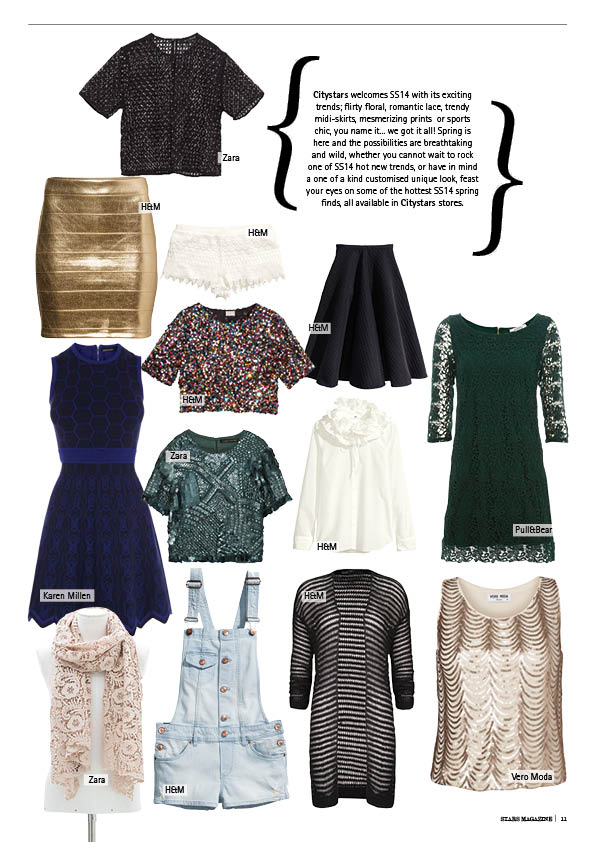 Citystars welcomes SS14 with its exciting
trends; flirty floral, romantic lace, trendy
midi-skirts, mesmerizing prints or sports
chic, you name it... we got it all! Spring is
here and the possibilities are breathtaking
and wild, whether you cannot wait to rock
one of SS14 hot new trends, or have in mind
a one of a kind customised unique look, feast
your eyes on some of the hottest SS14 spring
finds, all available in Citystars stores.
Zara
H&M
H&M
H&M
H&M
Zara
Pull&Bear
H&M
Karen Millen
H&M
VERO MODA
Zara
H&M
Vero Moda
STARS MAGAZINE | 11